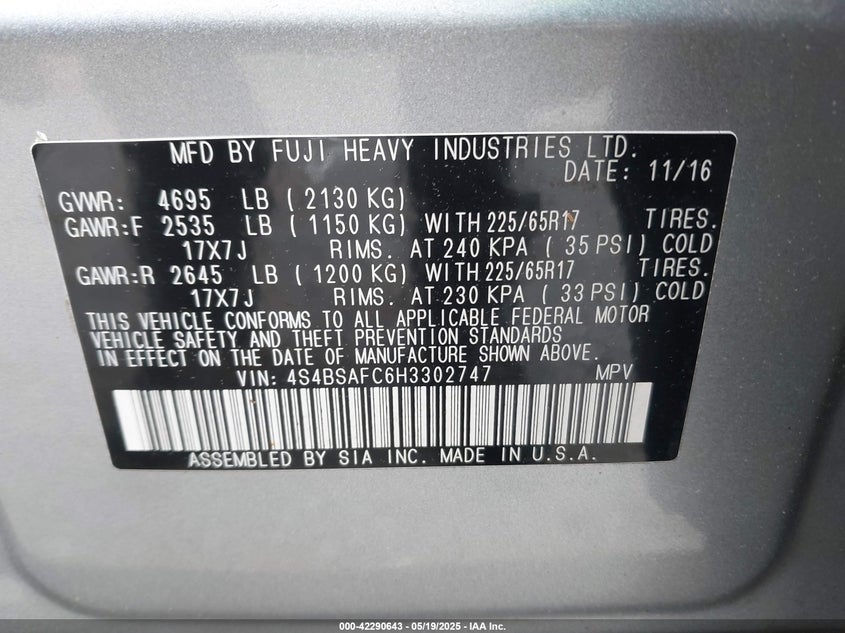 MFD BY FUJI HEAVY INDUSTRIES LTD.
DATE: 11/16
GVWR: 4695 LB ( 2130 KG)
GAWR:F 2535 LB ( 1150 KG) WITH 225/65R17 TIRES.
17X7J RIMS. AT 240 KPA ( 35 PSI) COLD
GAWR:R 2645 LB ( 1200 KG) WITH 225/65R17 TIRES.
17X7J RIMS. AT 230 KPA ( 33 PSI) COLD
THIS VEHICLE CONFORMS TO ALL APPLICABLE FEDERAL MOTOR
VEHICLE SAFETY AND THEFT PREVENTION STANDARDS
IN EFFECT ON THE DATE OF MANUFACTURE SHOWN ABOVE.
VIN: 4S4BSAFC6H3302747 MPV
ASSEMBLED BY SIA INC. MADE IN U.S.A.
000-42290643 - 05/19/2025 - IAA Inc.